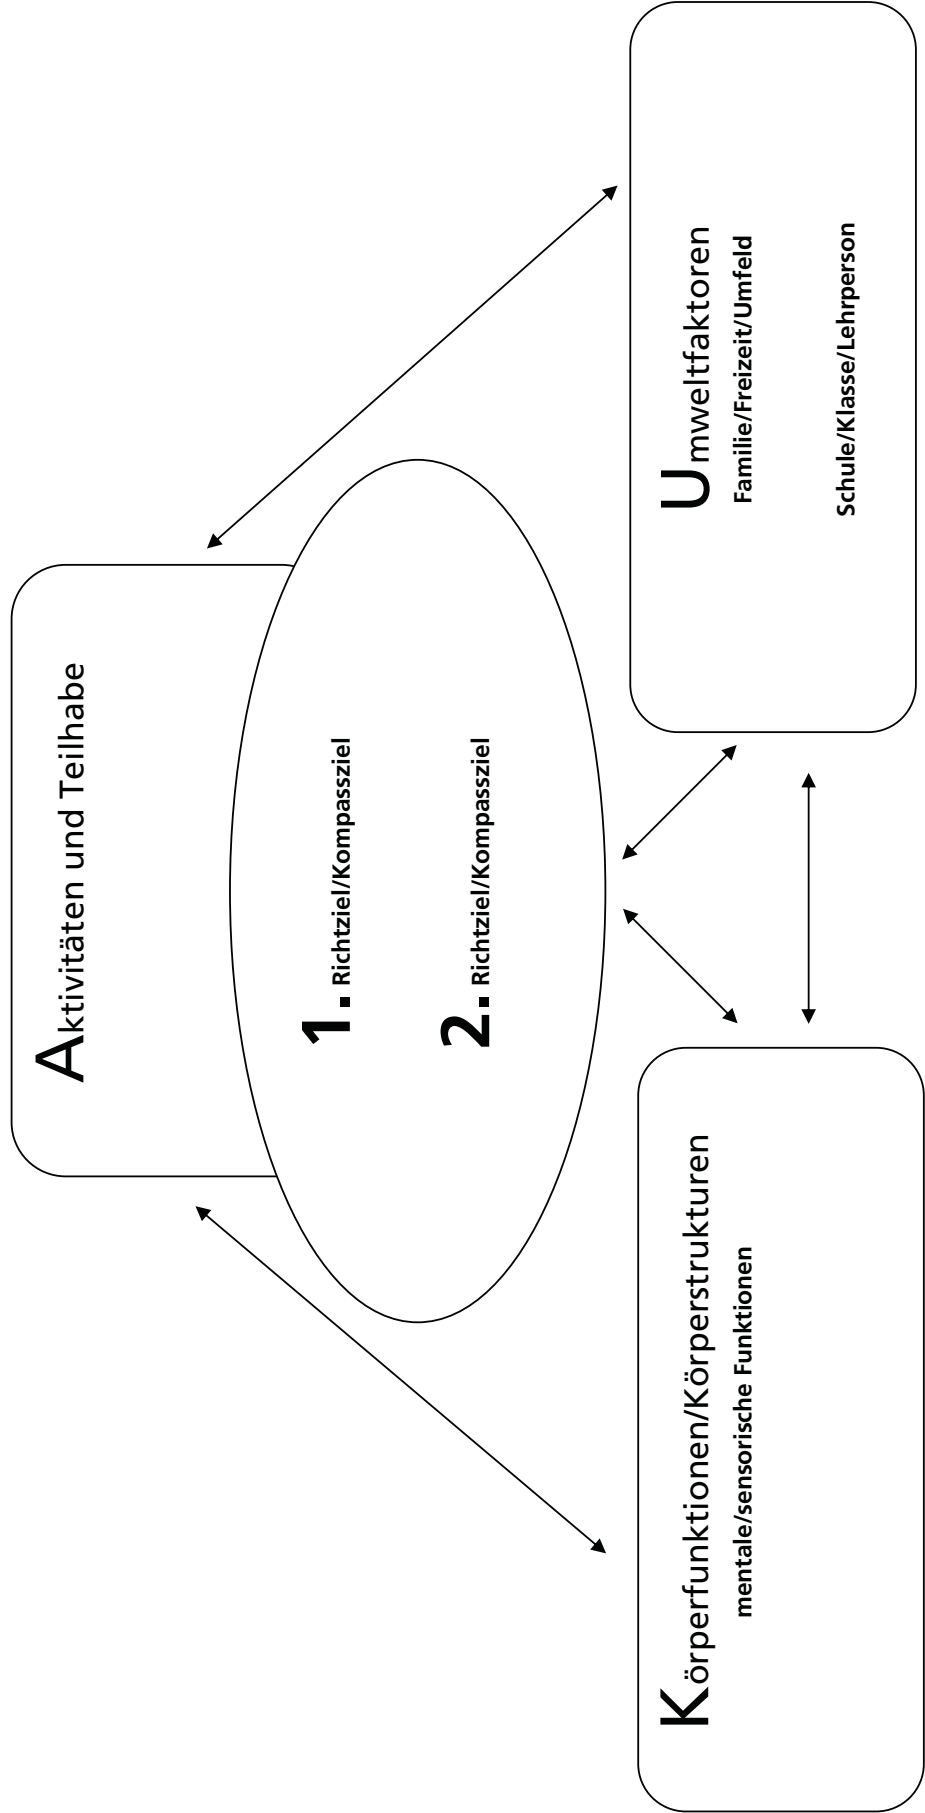 Aktivitäten und Teilhabe
1. Richtziel/Kompassziel
2. Richtziel/Kompassziel
Körperfunktionen/Körperstrukturen
mentale/sensorische Funktionen
Umweltfaktoren
Familie/Freizeit/Umfeld
Schule/Klasse/Lehrperson